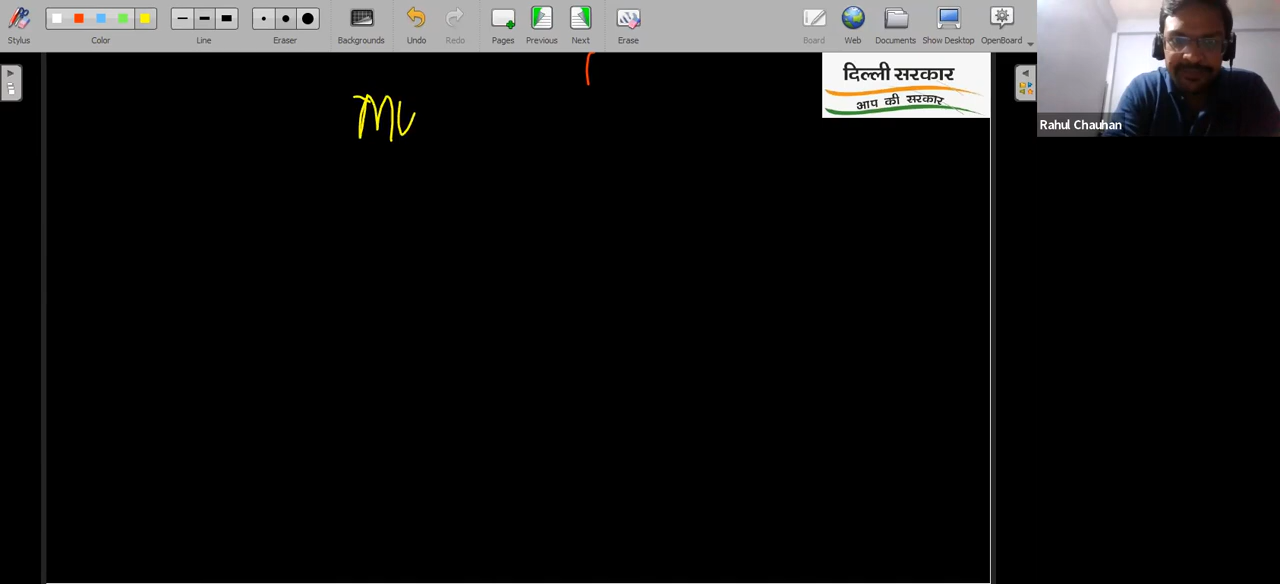 Stylus Color Line Eraser Backgrounds Undo Redo Pages Previous Next Erase Board Web Documents Show Desktop OpenBoard
दिल्ली सरकार
आप की सरकार
Mu
Rahul Chauhan